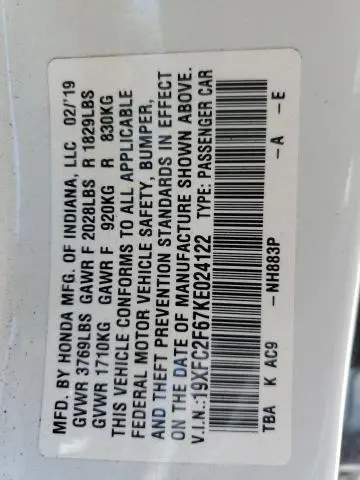 MFD. BY HONDA MFG. OF INDIANA, LLC 02/'19
GVWR 3769LBS GAWR F 2028LBS R 1829LBS
GVWR 1710KG GAWR F 920KG R 830KG
THIS VEHICLE CONFORMS TO ALL APPLICABLE
FEDERAL MOTOR VEHICLE SAFETY, BUMPER,
AND THEFT PREVENTION STANDARDS IN EFFECT
ON THE DATE OF MANUFACTURE SHOWN ABOVE.
V.I.N.:19XFC2F67KE024122 TYPE: PASSENGER CAR
TBA K AC9 -NH883P -A -E